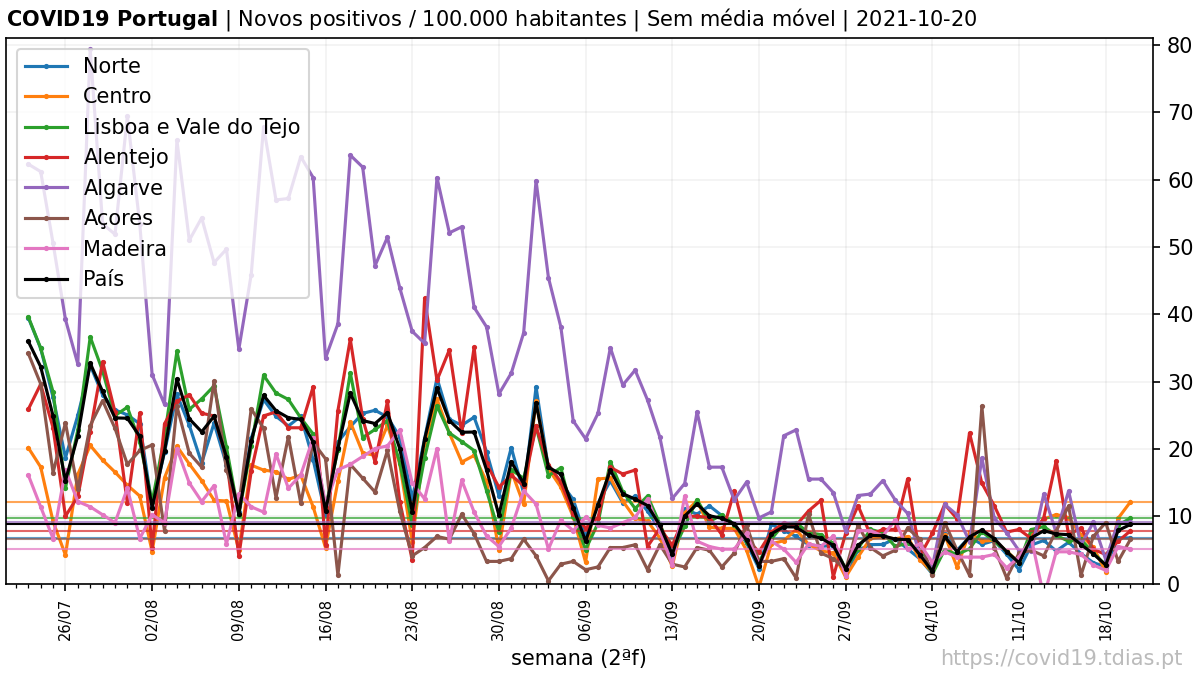 COVID19 Portugal | Novos positivos / 100.000 habitantes | Sem média móvel | 2021-10-20
Norte
Centro
Lisboa e Vale do Tejo
Alentejo
Algarve
Açores
Madeira
País
80
70
60
50
40
30
20
10
0
26/07
02/08
09/08
16/08
23/08
30/08
06/09
13/09
20/09
27/09
04/10
11/10
18/10
semana (2ªf)
https://covid19.tdias.pt